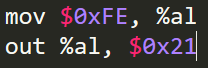 mov $0xFE, %al
out %al, $0x21